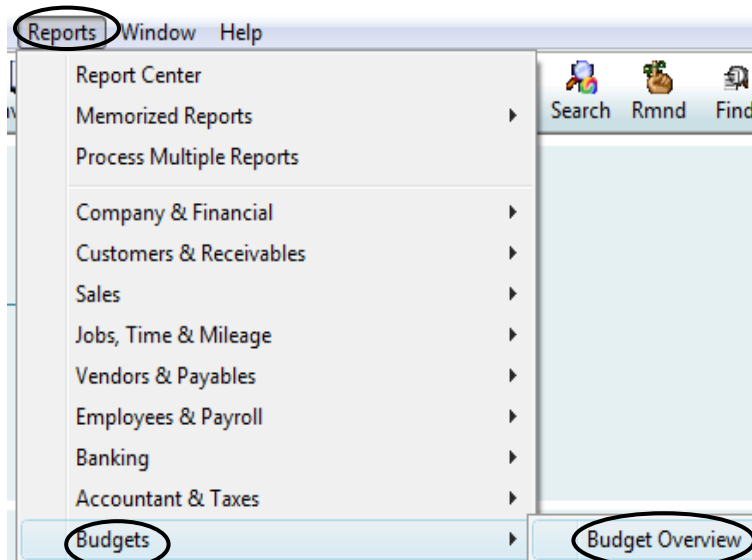 Reports Window Help
Report Center
Memorized Reports
Process Multiple Reports
Search Rmnd Find
Company & Financial
Customers & Receivables
Sales
Jobs, Time & Mileage
Vendors & Payables
Employees & Payroll
Banking
Accountant & Taxes
Budgets
Budget Overview